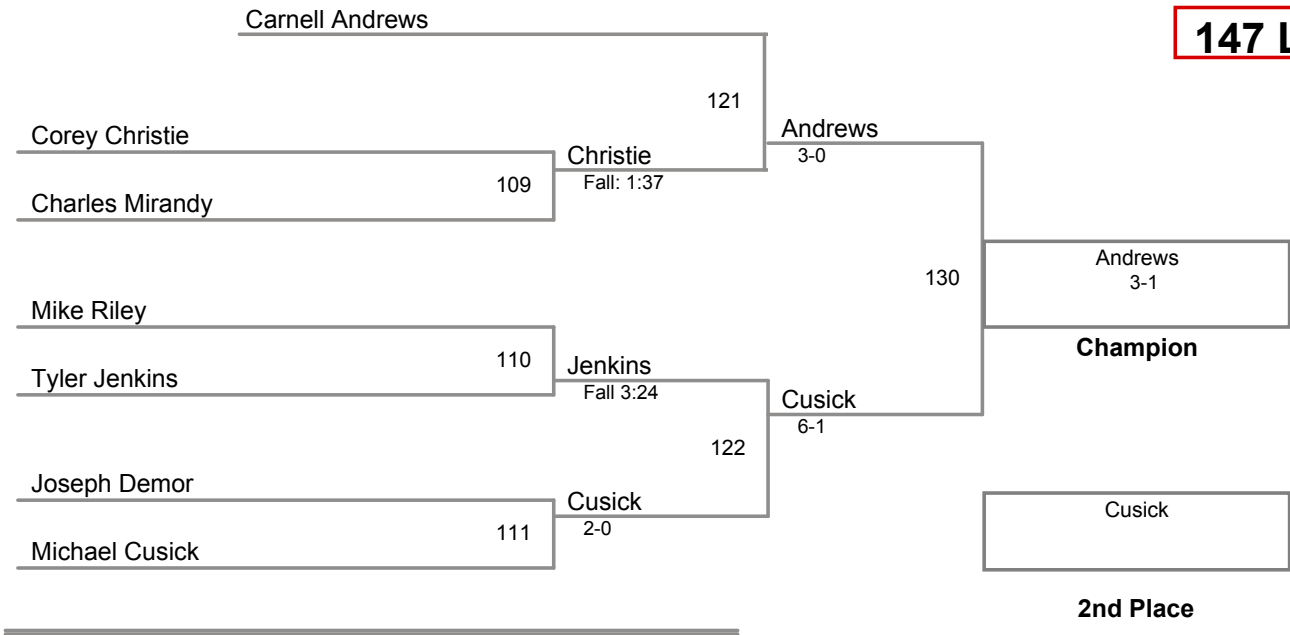 Carnell Andrews
147 L
121
Andrews
3-0
Corey Christie
Christie
Fall: 1:37
109
Charles Mirandy
130
Andrews
3-1
Champion
Mike Riley
110
Jenkins
Fall 3:24
Tyler Jenkins
Cusick
6-1
122
Joseph Demor
Cusick
2-0
111
Michael Cusick
Cusick
2nd Place